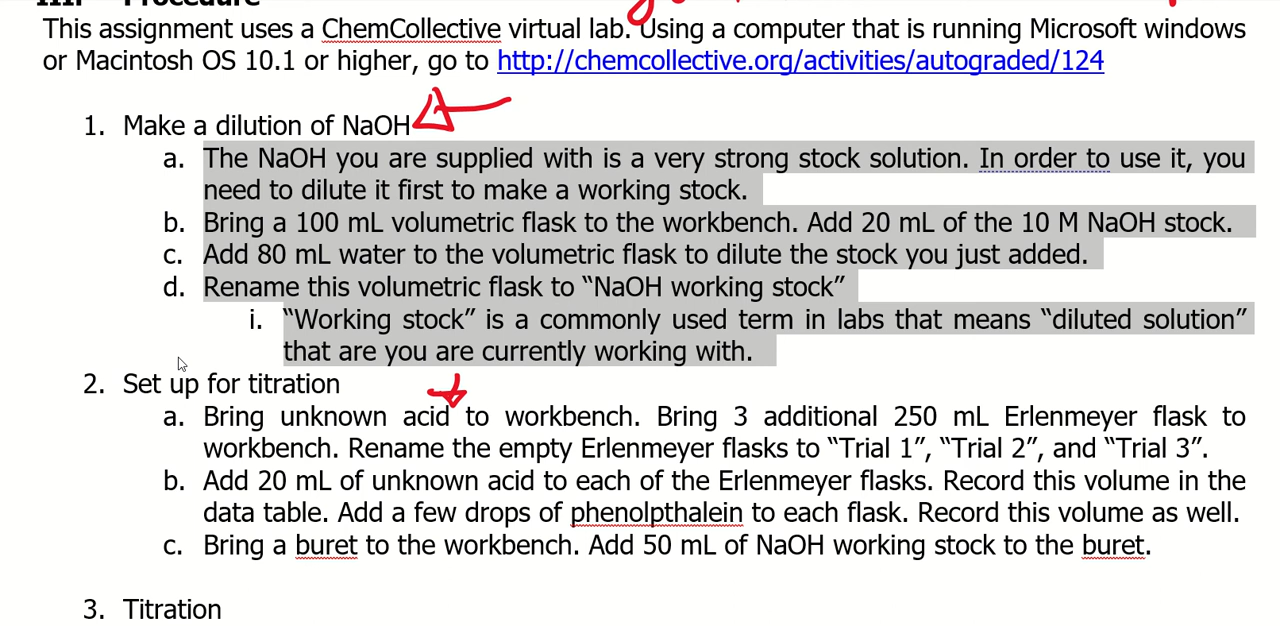 III. Procedure
This assignment uses a ChemCollective virtual lab. Using a computer that is running Microsoft windows
or Macintosh OS 10.1 or higher, go to http://chemcollective.org/activities/autograded/124
1. Make a dilution of NaOH
a. The NaOH you are supplied with is a very strong stock solution. In order to use it, you
need to dilute it first to make a working stock.
b. Bring a 100 mL volumetric flask to the workbench. Add 20 mL of the 10 M NaOH stock.
c. Add 80 mL water to the volumetric flask to dilute the stock you just added.
d. Rename this volumetric flask to “NaOH working stock”
i. “Working stock” is a commonly used term in labs that means “diluted solution”
that are you are currently working with.
2. Set up for titration
a. Bring unknown acid to workbench. Bring 3 additional 250 mL Erlenmeyer flask to
workbench. Rename the empty Erlenmeyer flasks to “Trial 1”, “Trial 2”, and “Trial 3”.
b. Add 20 mL of unknown acid to each of the Erlenmeyer flasks. Record this volume in the
data table. Add a few drops of phenolpthalein to each flask. Record this volume as well.
c. Bring a buret to the workbench. Add 50 mL of NaOH working stock to the buret.
3. Titration